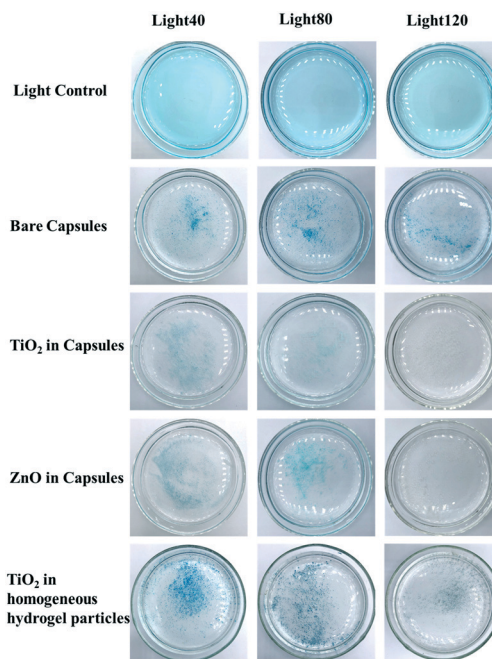 Light40 Light80 Light120
Light Control
Bare Capsules
TiO₂ in Capsules
ZnO in Capsules
TiO₂ in
homogeneous
hydrogel particles